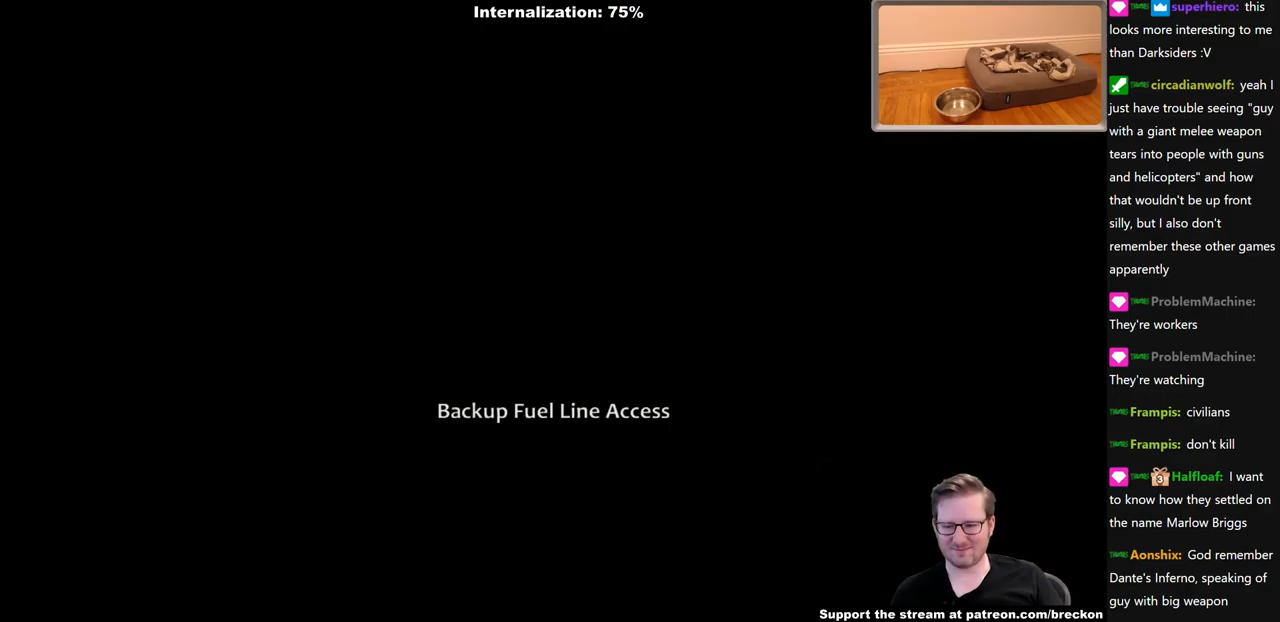 Internalization: 75%
Backup Fuel Line Access
Support the stream at patreon.com/breckon
superhiero: this
looks more interesting to me
than Darksiders :V
circadianwolf: yeah I
just have trouble seeing "guy
with a giant melee weapon
tears into people with guns
and helicopters" and how
that wouldn't be up front
silly, but I also don't
remember these other games
apparently
ProblemMachine:
They're workers
ProblemMachine:
They're watching
Frampis: civilians
Frampis: don't kill
3 Halfloaf: I want
to know how they settled on
the name Marlow Briggs
Aonshix: God remember
Dante's Inferno, speaking of
guy with big weapon